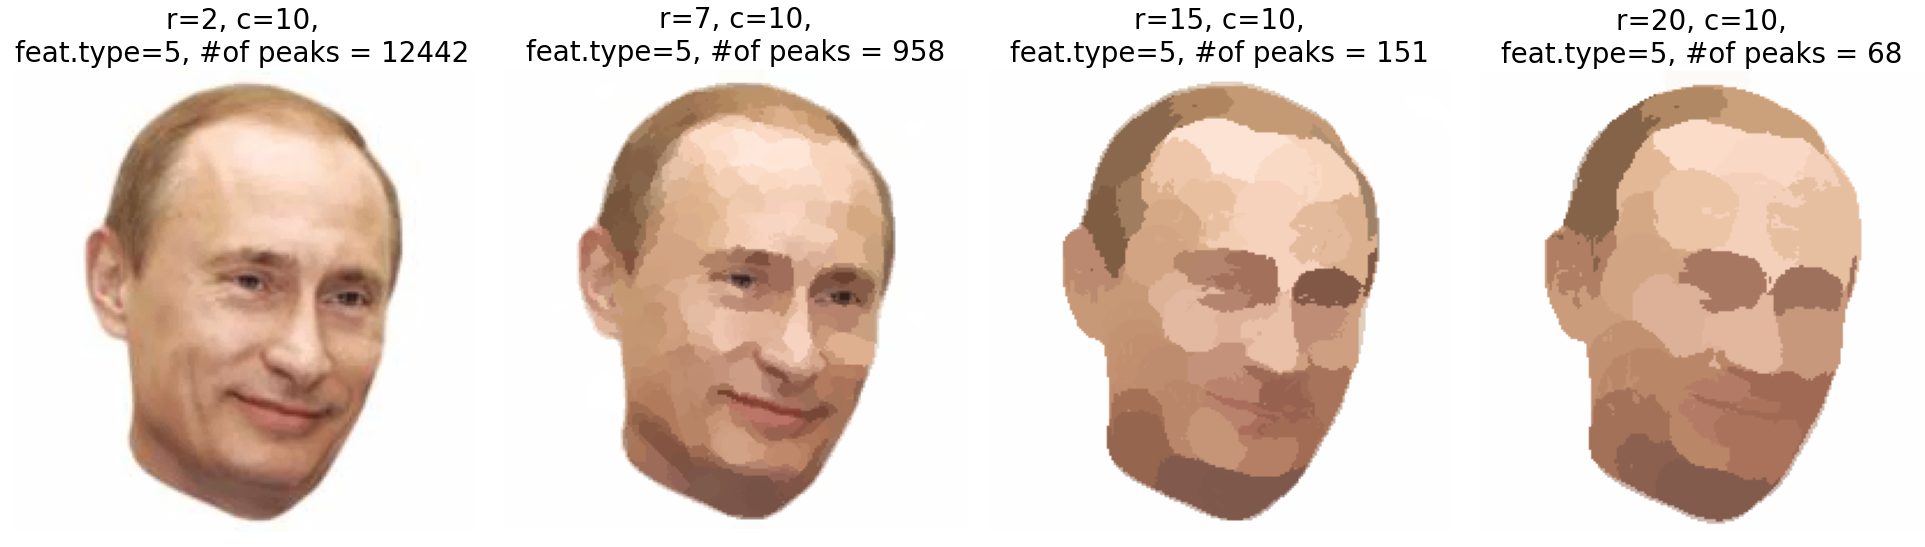 r=2, c=10,
feat.type=5, #of peaks = 12442
r=7, c=10,
feat.type=5, #of peaks = 958
r=15, c=10,
feat.type=5, #of peaks = 151
r=20, c=10,
feat.type=5, #of peaks = 68